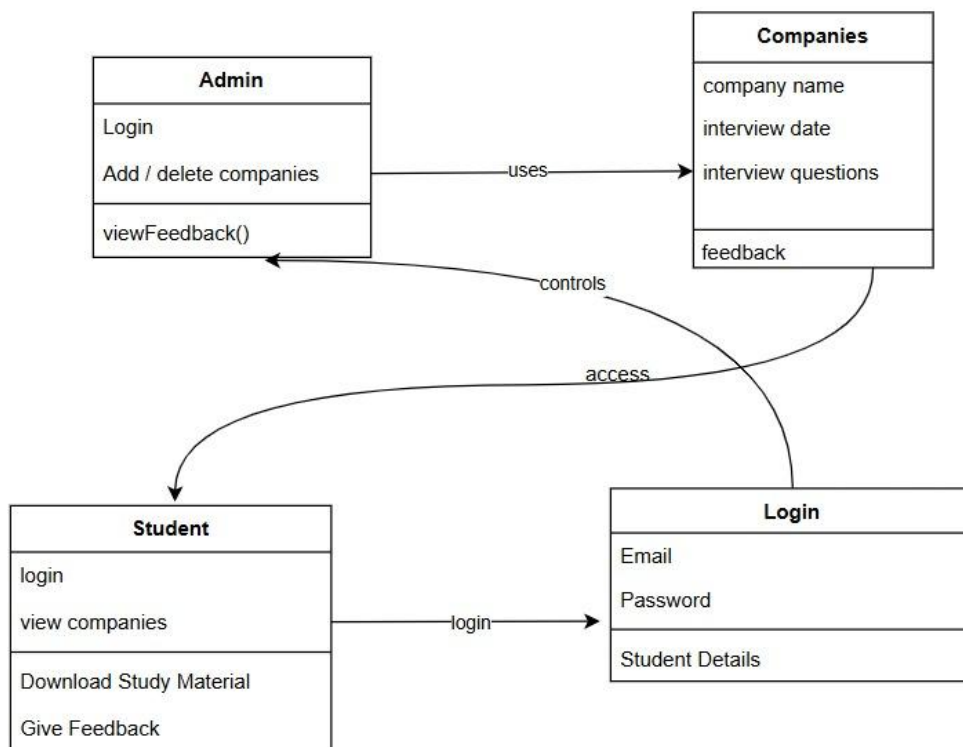 Companies
company name
interview date
interview questions
feedback
Admin
Login
Add / delete companies
viewFeedback()
uses
controls
access
Student
login
view companies
Download Study Material
Give Feedback
login
Login
Email
Password
Student Details